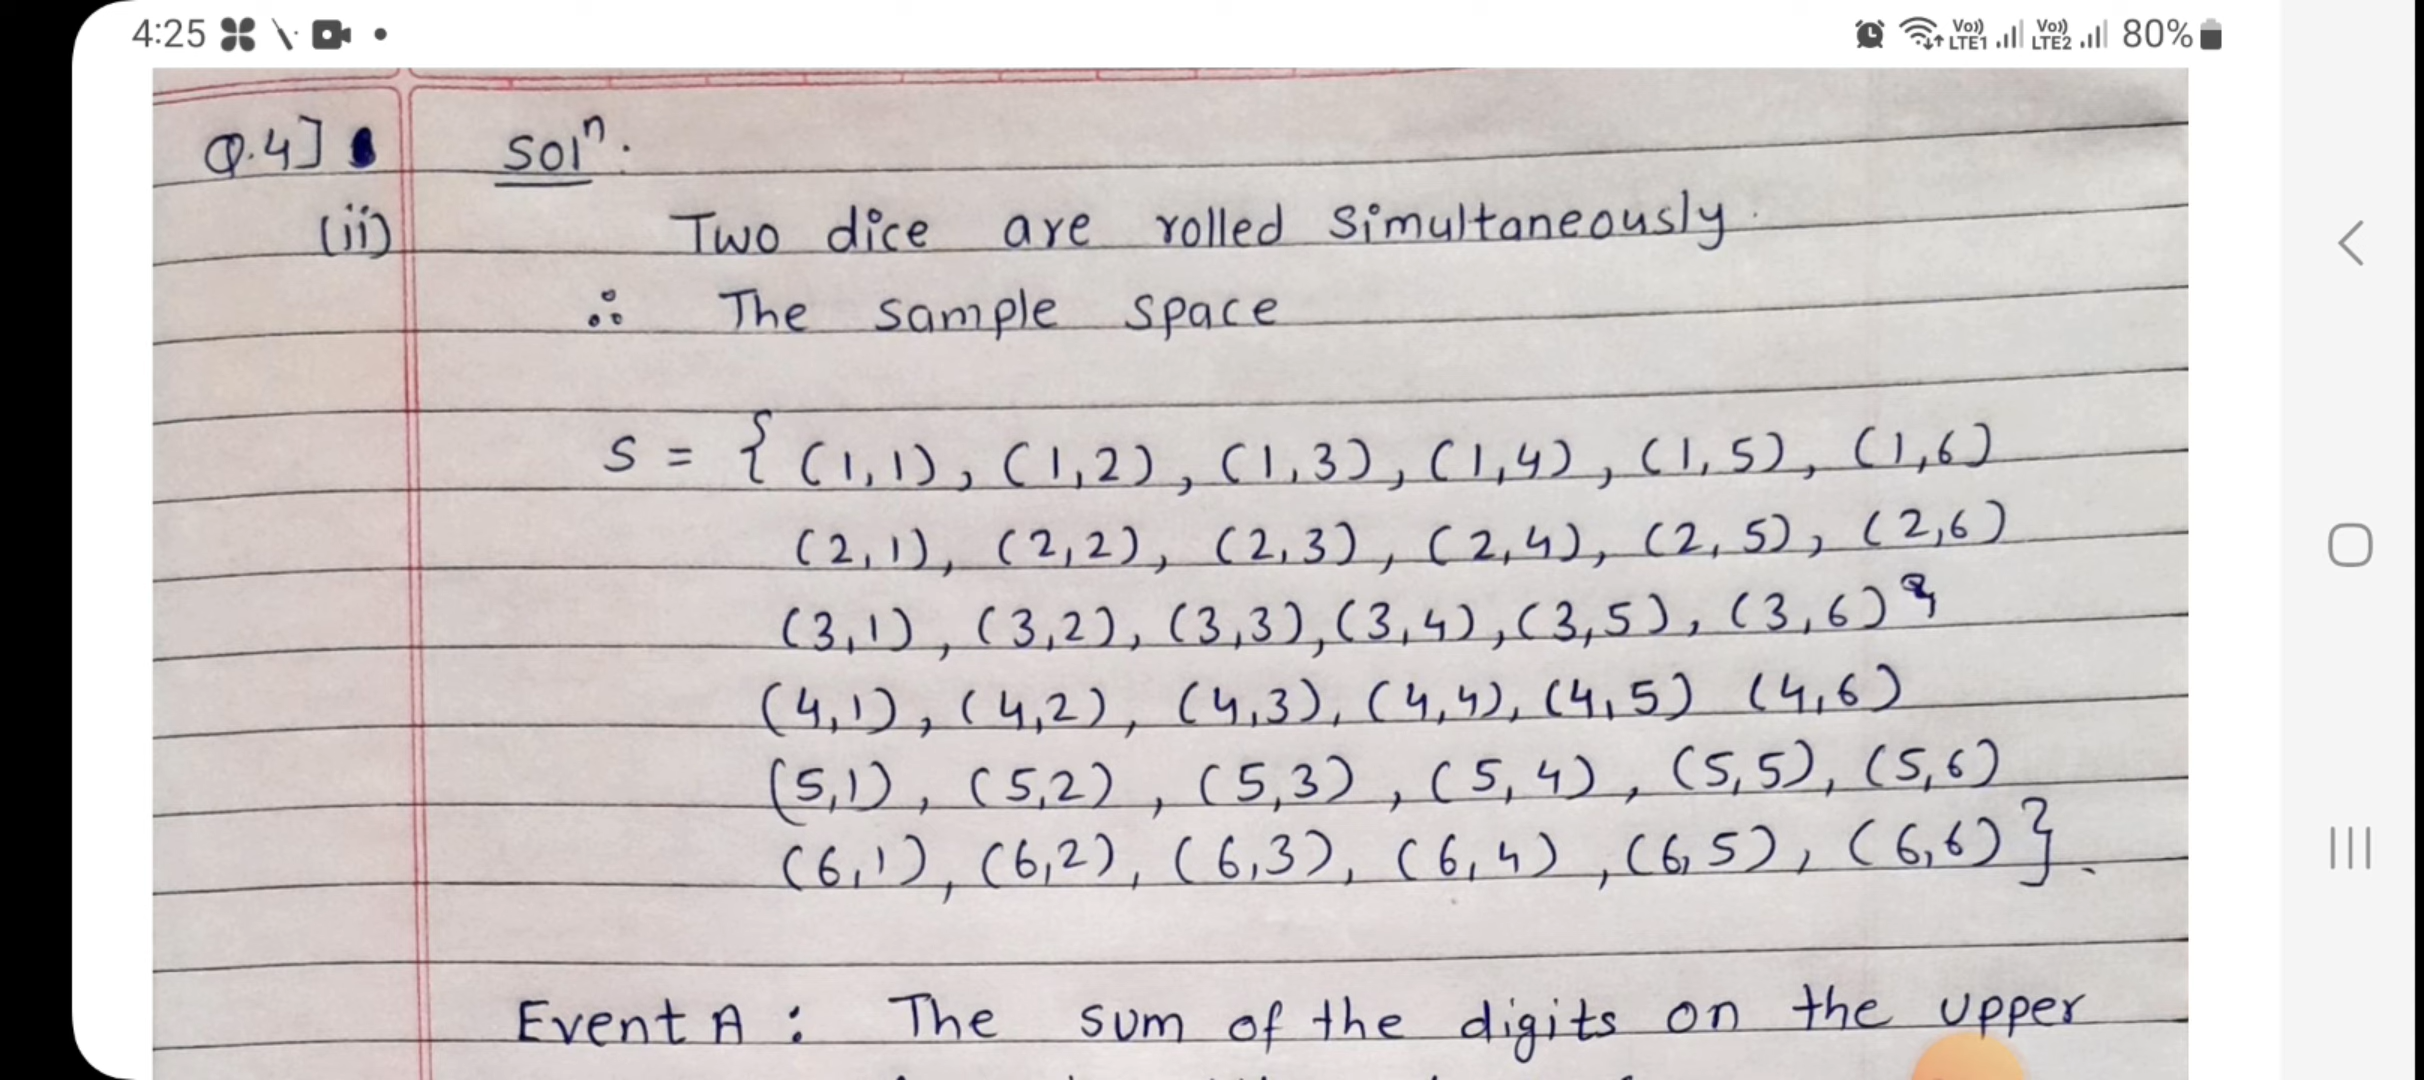 4:25
Vo)) LTE1 Vo)) LTE2 80%
Q.4] Solⁿ.
(ii) Two dice are rolled simultaneously.
∴ The sample space
S = { (1,1), (1,2), (1,3), (1,4), (1,5), (1,6)
(2,1), (2,2), (2,3), (2,4), (2,5), (2,6)
(3,1), (3,2), (3,3), (3,4), (3,5), (3,6)
(4,1), (4,2), (4,3), (4,4), (4,5) (4,6)
(5,1), (5,2), (5,3), (5,4), (5,5), (5,6)
(6,1), (6,2), (6,3), (6,4), (6,5), (6,6) }.
Event A : The sum of the digits on the upper